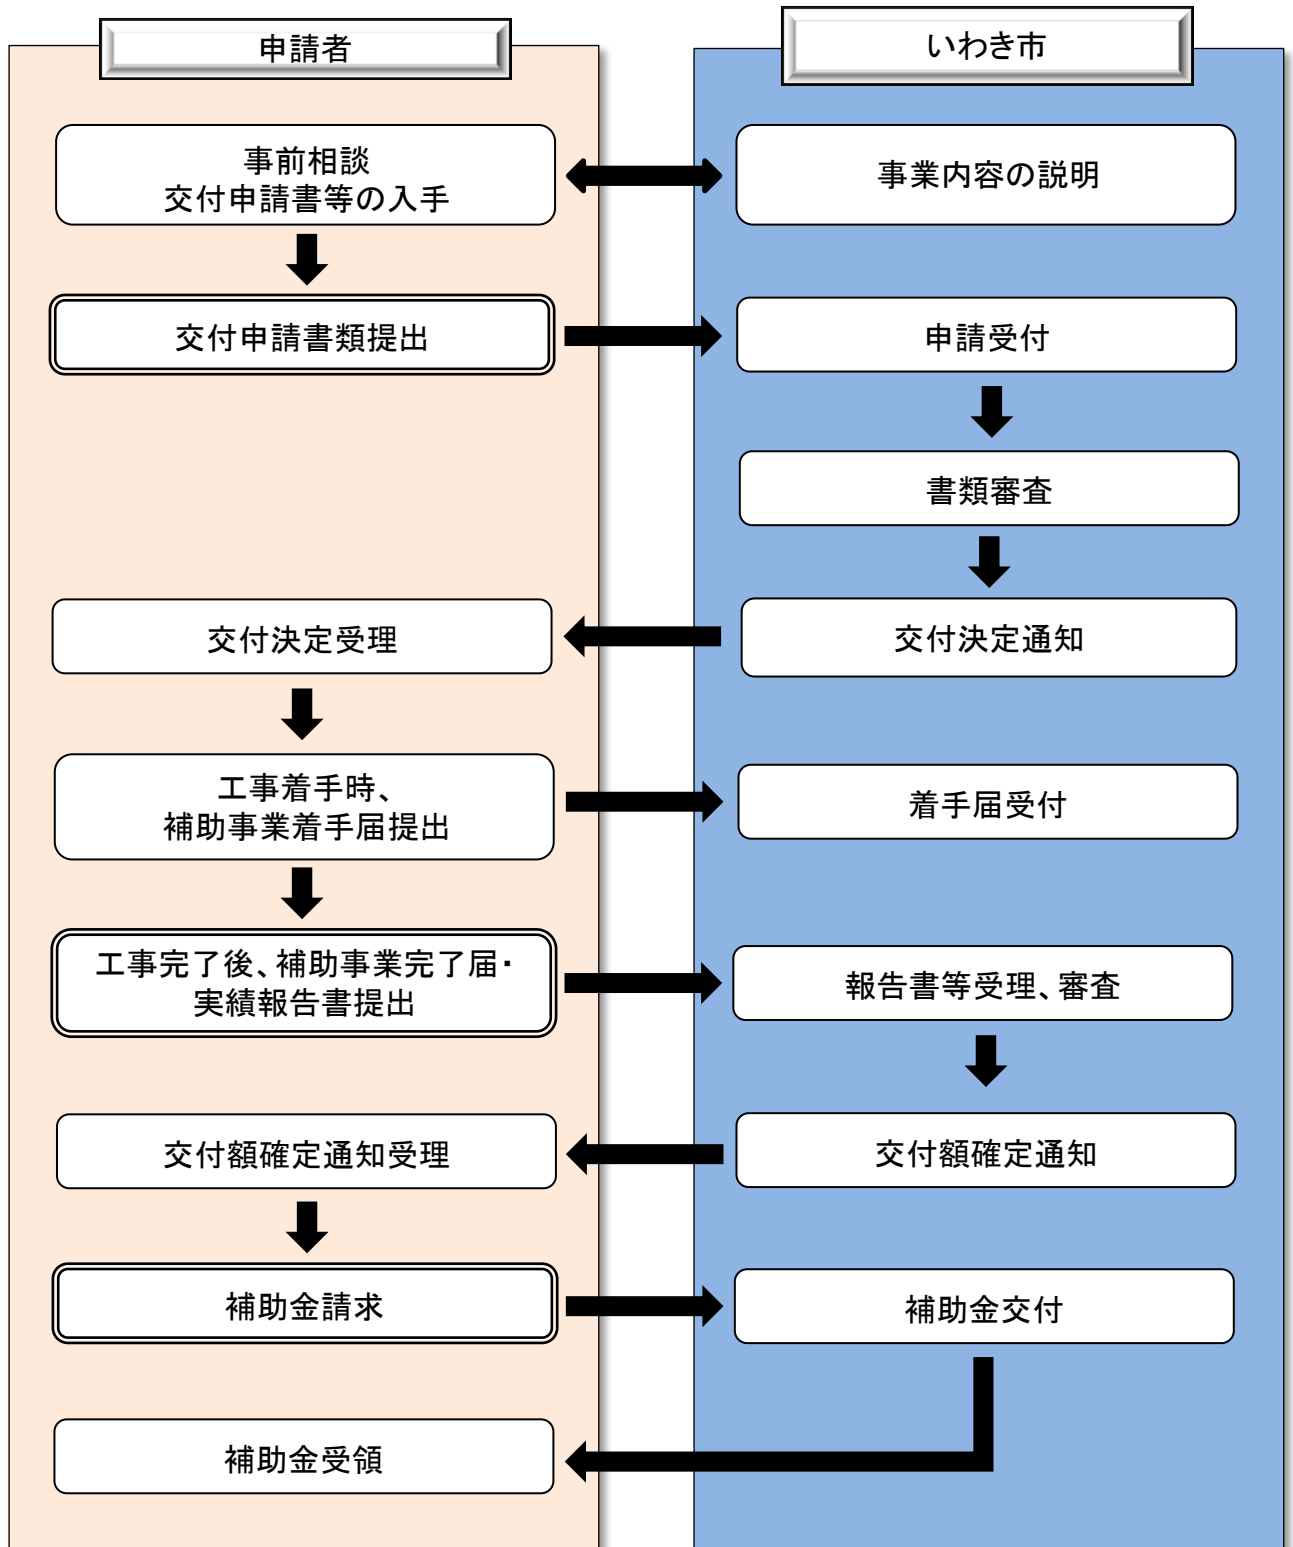 申請者
いわき市
事前相談
交付申請書等の入手
事業内容の説明
交付申請書類提出
申請受付
書類審査
交付決定受理
交付決定通知
工事着手時、
補助事業着手届提出
着手届受付
工事完了後、補助事業完了届・
実績報告書提出
報告書等受理、審査
交付額確定通知受理
交付額確定通知
補助金請求
補助金交付
補助金受領